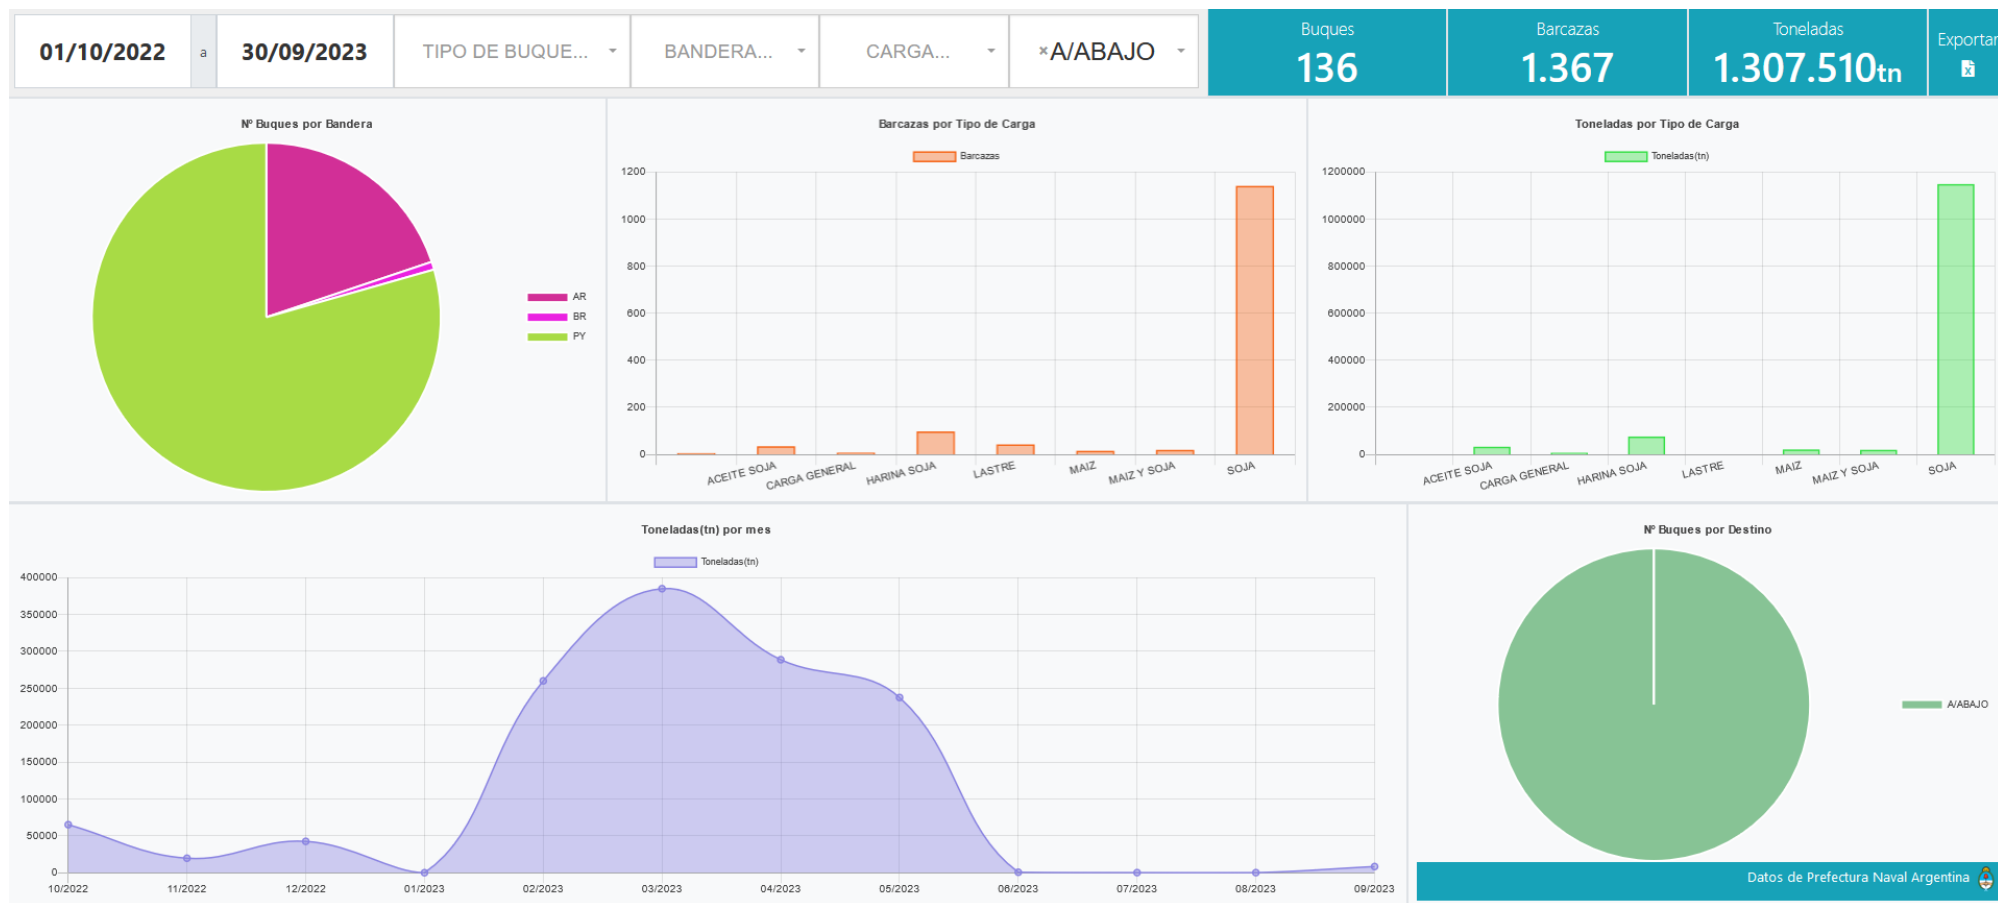 01/10/2022 a 30/09/2023 TIPO DE BUQUE... BANDERA... CARGA... ×A/ABAJO
Buques
136
Barcazas
1.367
Toneladas
1.307.510tn
Exportar
Nº Buques por Bandera
AR
BR
PY
Barcazas por Tipo de Carga
Barcazas
1200
1000
800
600
400
200
0
ACEITE SOJA
CARGA GENERAL
HARINA SOJA
LASTRE
MAIZ
MAIZ Y SOJA
SOJA
Toneladas por Tipo de Carga
Toneladas(tn)
1200000
1000000
800000
600000
400000
200000
0
ACEITE SOJA
CARGA GENERAL
HARINA SOJA
LASTRE
MAIZ
MAIZ Y SOJA
SOJA
Toneladas(tn) por mes
Toneladas(tn)
400000
350000
300000
250000
200000
150000
100000
50000
0
10/2022 11/2022 12/2022 01/2023 02/2023 03/2023 04/2023 05/2023 06/2023 07/2023 08/2023 09/2023
Nº Buques por Destino
A/ABAJO
Datos de Prefectura Naval Argentina